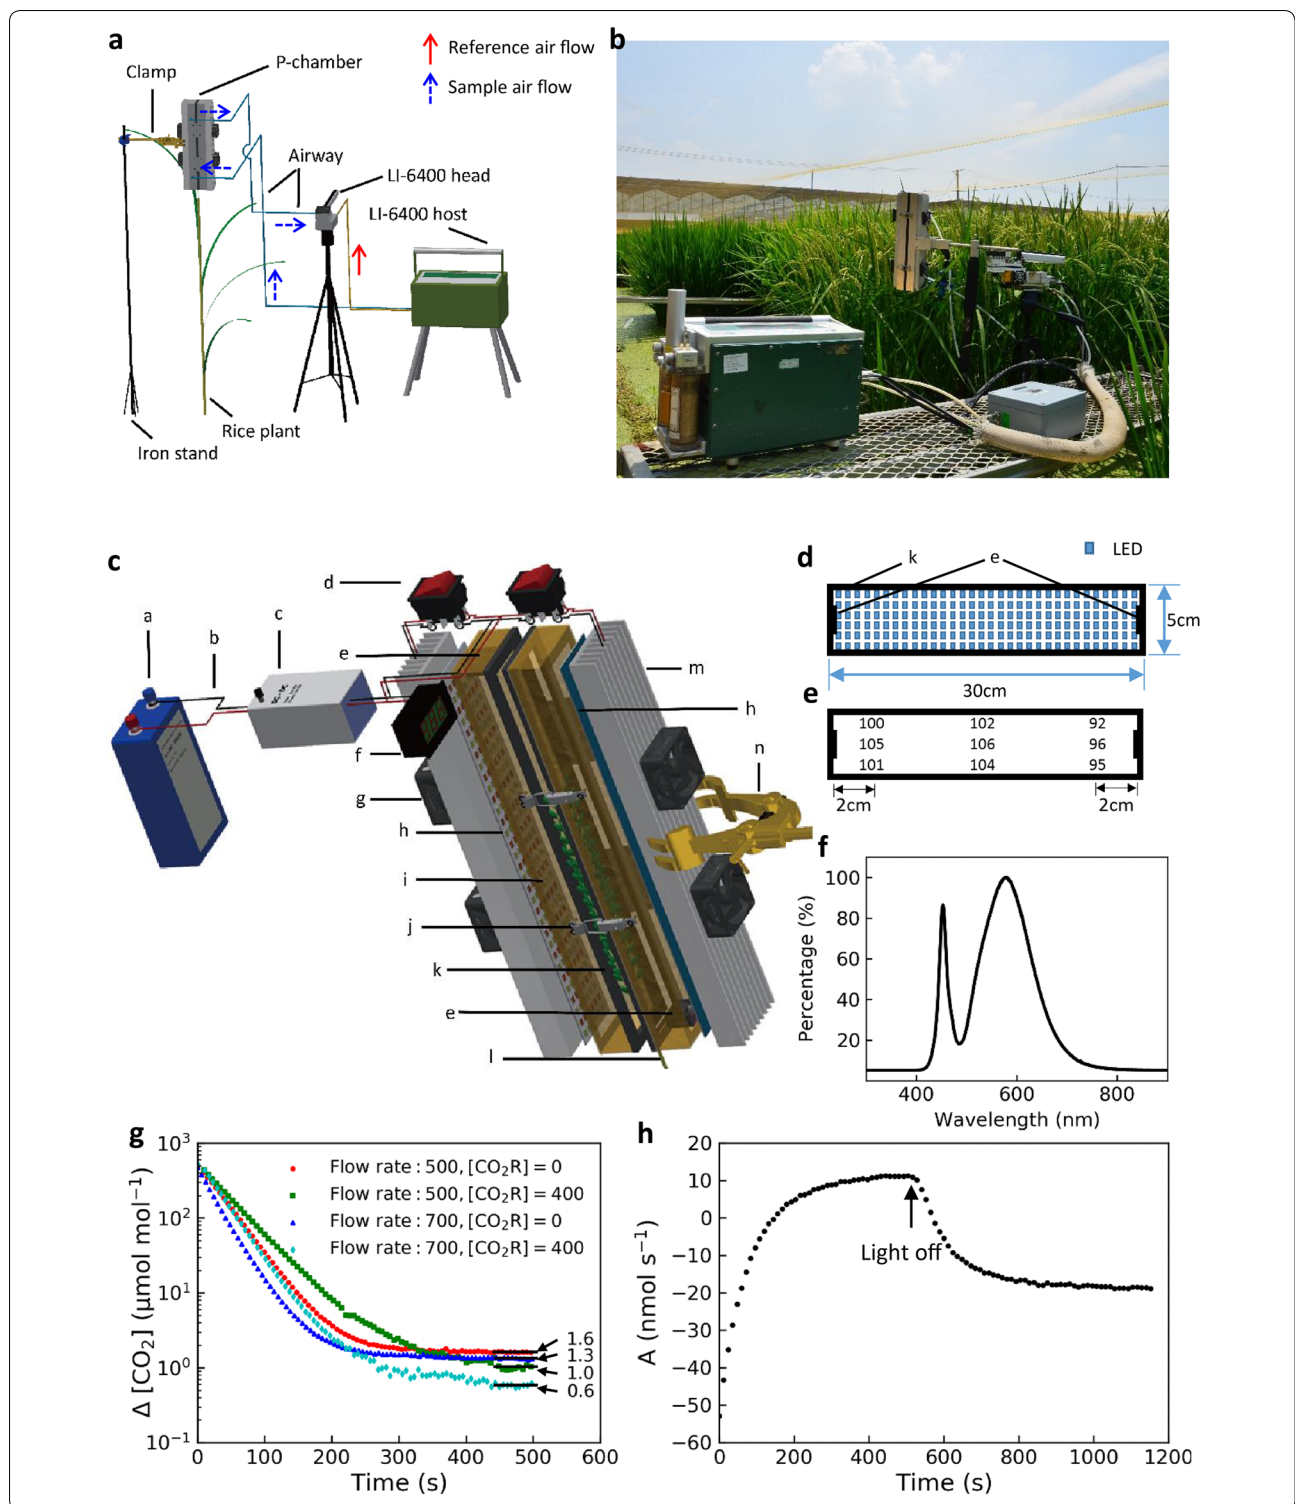 a
Reference air flow
Sample air flow
P-chamber
Clamp
Airway
LI-6400 head
LI-6400 host
Rice plant
Iron stand
b
c
a
b
c
d
e
f
g
h
i
j
k
e
l
m
h
n
d
LED
k
e
5cm
30cm
e
100 102 92
105 106 96
101 104 95
2cm 2cm
f
Percentage (%)
100
80
60
40
20
400 600 800
Wavelength (nm)
g
Δ [CO₂] (μmol mol⁻¹)
10³
10²
10¹
10⁰
10⁻¹
Flow rate : 500, [CO₂R] = 0
Flow rate : 500, [CO₂R] = 400
Flow rate : 700, [CO₂R] = 0
Flow rate : 700, [CO₂R] = 400
1.6
1.3
1.0
0.6
0 100 200 300 400 500 600
Time (s)
h
A (nmol s⁻¹)
20
10
0
−10
−20
−30
−40
−50
−60
Light off
0 200 400 600 800 1000 1200
Time (s)